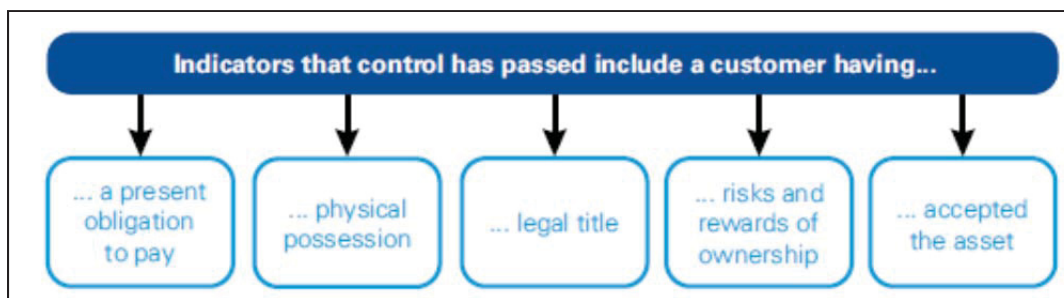 Indicators that control has passed include a customer having...
... a present
obligation
to pay
... physical
possession
... legal title
... risks and
rewards of
ownership
... accepted
the asset